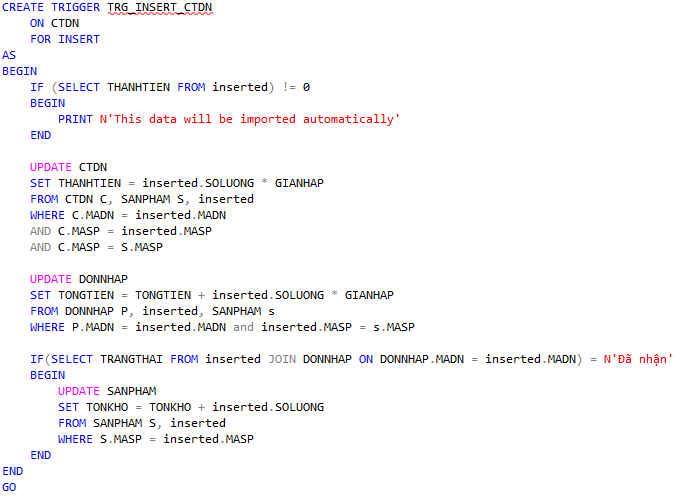 CREATE TRIGGER TRG_INSERT_CTDN
    ON CTDN
    FOR INSERT
AS
BEGIN
    IF (SELECT THANHTIEN FROM inserted) != 0
    BEGIN
        PRINT N'This data will be imported automatically'
    END

    UPDATE CTDN
    SET THANHTIEN = inserted.SOLUONG * GIANHAP
    FROM CTDN C, SANPHAM S, inserted
    WHERE C.MADN = inserted.MADN
    AND C.MASP = inserted.MASP
    AND C.MASP = S.MASP

    UPDATE DONNHAP
    SET TONGTIEN = TONGTIEN + inserted.SOLUONG * GIANHAP
    FROM DONNHAP P, inserted, SANPHAM s
    WHERE P.MADN = inserted.MADN and inserted.MASP = s.MASP

    IF(SELECT TRANGTHAI FROM inserted JOIN DONNHAP ON DONNHAP.MADN = inserted.MADN) = N'Đã nhận'
    BEGIN
        UPDATE SANPHAM
        SET TONKHO = TONKHO + inserted.SOLUONG
        FROM SANPHAM S, inserted
        WHERE S.MASP = inserted.MASP
    END
END
GO